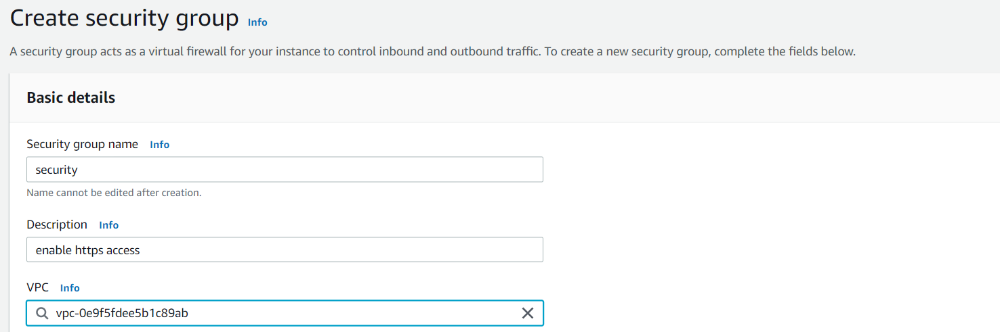 Create security group Info
A security group acts as a virtual firewall for your instance to control inbound and outbound traffic. To create a new security group, complete the fields below.
Basic details
Security group name Info
security
Name cannot be edited after creation.
Description Info
enable https access
VPC Info
vpc-0e9f5fdee5b1c89ab